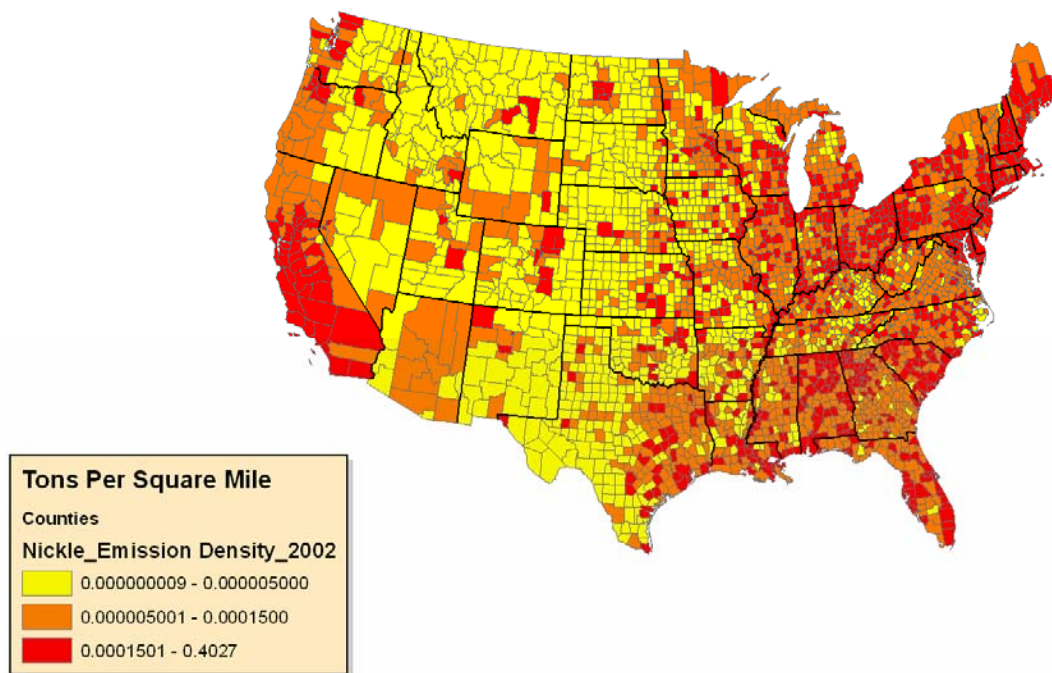 Tons Per Square Mile
Counties
Nickle_Emission Density_2002
0.000000009 - 0.000005000
0.000005001 - 0.0001500
0.0001501 - 0.4027